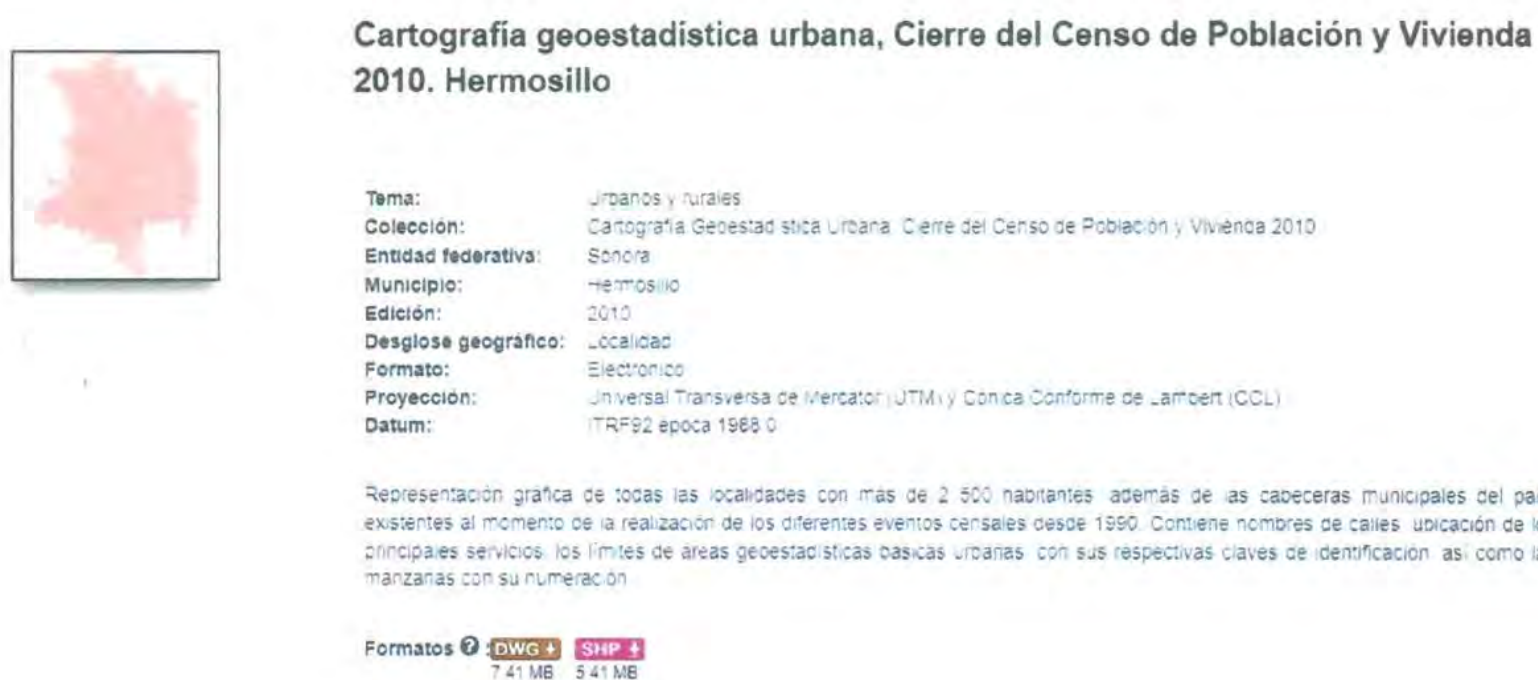 Cartografía geoestadística urbana, Cierre del Censo de Población y Vivienda
2010. Hermosillo
Tema: Urbanos y rurales
Colección: Cartografía Geoestadística Urbana. Cierre del Censo de Población y Vivienda 2010
Entidad federativa: Sonora
Municipio: Hermosillo
Edición: 2010
Desglose geográfico: Localidad
Formato: Electrónico
Proyección: Universal Transversa de Mercator (UTM) y Cónica Conforme de Lambert (CCL)
Datum: ITRF92 época 1988.0
Representación gráfica de todas las localidades con más de 2 500 habitantes además de las cabeceras municipales del
existentes al momento de la realización de los diferentes eventos censales desde 1990. Contiene nombres de calles, ubicación de
principales servicios, los límites de áreas geoestadísticas básicas urbanas, con sus respectivas claves de identificación, así como
manzanas con su numeración
Formatos ? : DWG SHP
7.41 MB 5.41 MB